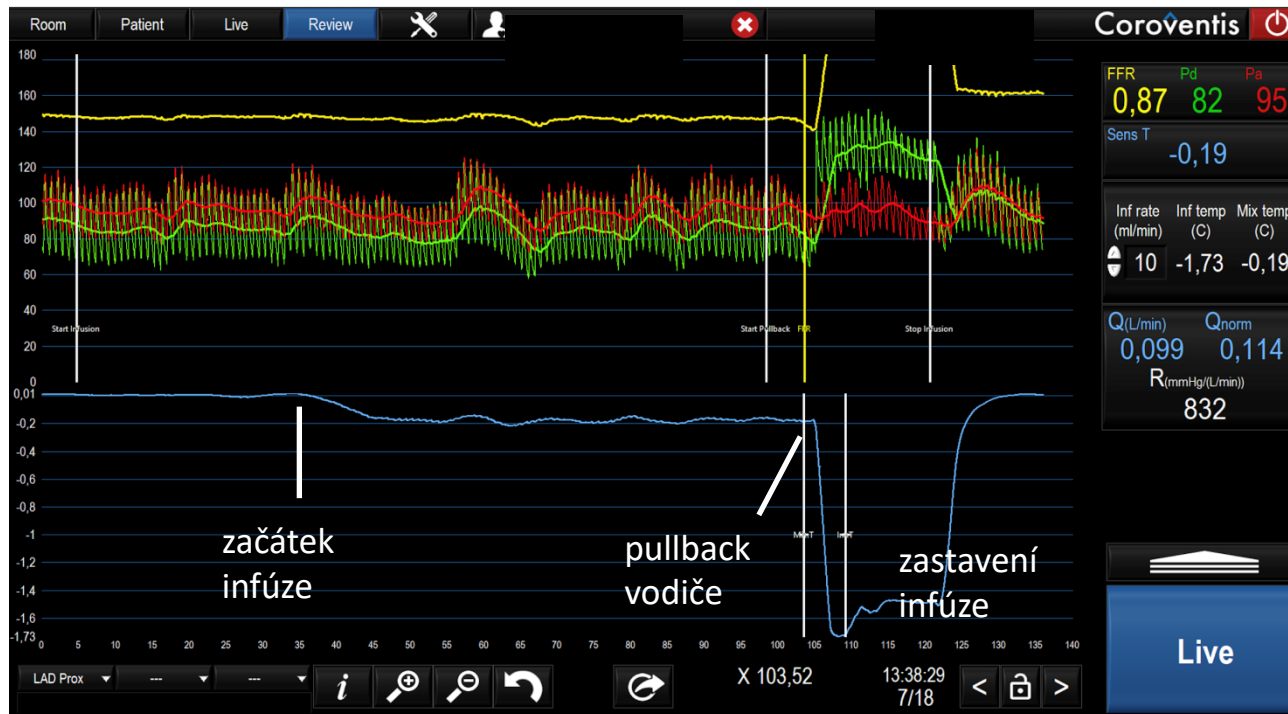 Room Patient Live Review Coroventis
180
160
140
120
100
80
60
40
20
0
Start Infusion Start Pullback FFR Stop Infusion
0,01
-0,2
-0,4
-0,6
-0,8
-1
-1,2
-1,4
-1,6
-1,73
začátek
infúze
pullback
vodiče
zastavení
infúze
0 5 10 15 20 25 30 35 40 45 50 55 60 65 70 75 80 85 90 95 100 105 110 115 120 125 130 135 140
FFR Pd Pa
0,87 82 95
Sens T
-0,19
Inf rate Inf temp Mix temp
(ml/min) (C) (C)
10 -1,73 -0,19
Q(L/min) Qnorm
0,099 0,114
R(mmHg/(L/min))
832
Live
LAD Prox --- --- i X 103,52 13:38:29 < >
7/18